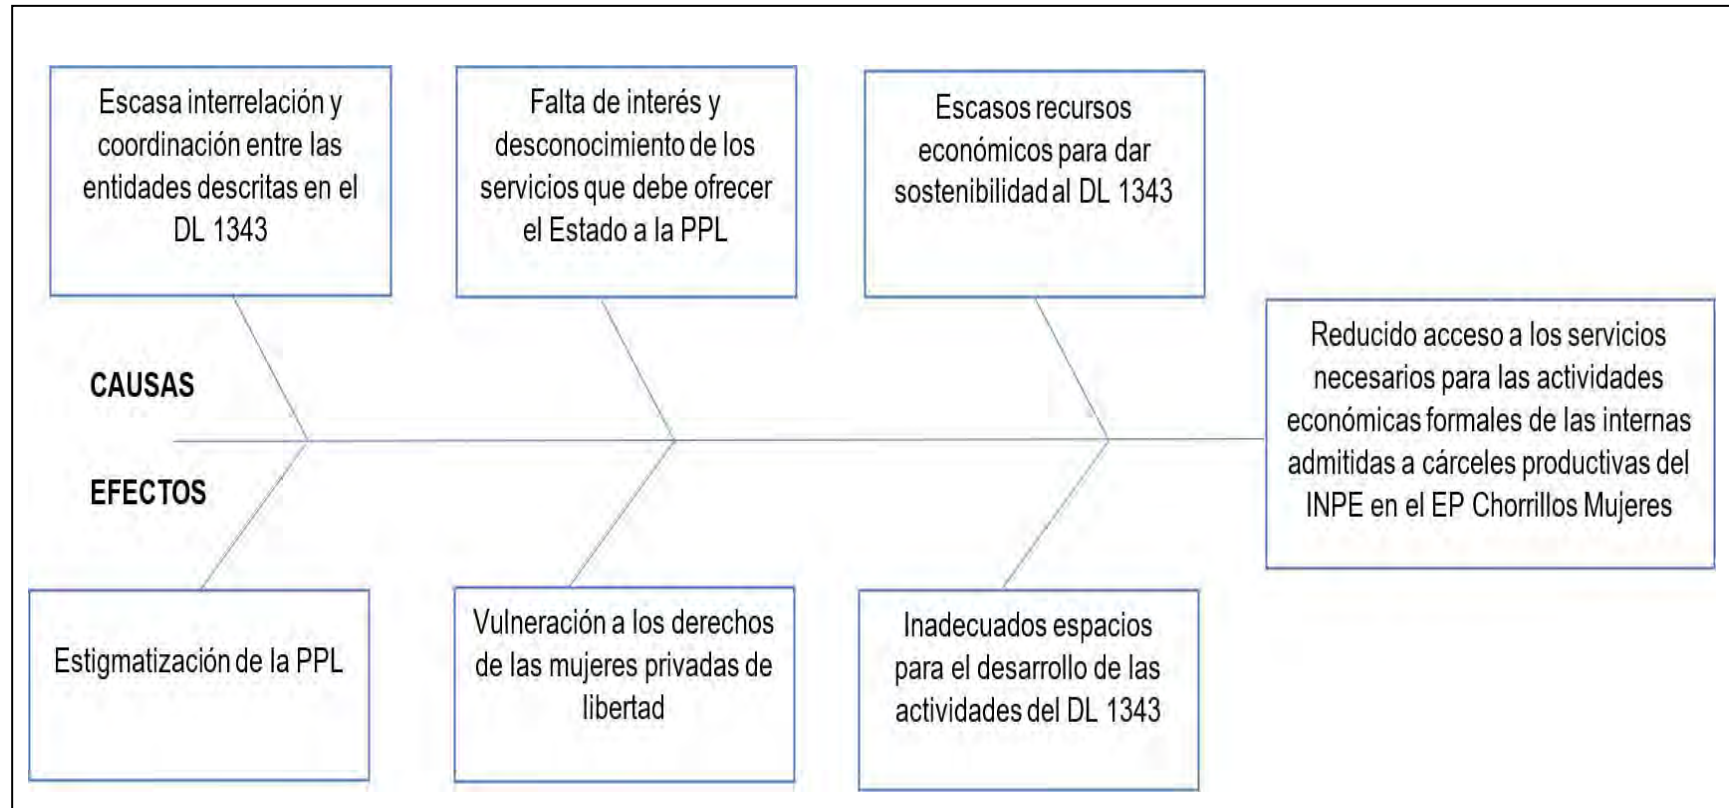 Escasa interrelación y
coordinación entre las
entidades descritas en el
DL 1343
Falta de interés y
desconocimiento de los
servicios que debe ofrecer
el Estado a la PPL
Escasos recursos
económicos para dar
sostenibilidad al DL 1343
Reducido acceso a los servicios
necesarios para las actividades
económicas formales de las internas
admitidas a cárceles productivas del
INPE en el EP Chorrillos Mujeres
CAUSAS
EFECTOS
Estigmatización de la PPL
Vulneración a los derechos
de las mujeres privadas de
libertad
Inadecuados espacios
para el desarrollo de las
actividades del DL 1343